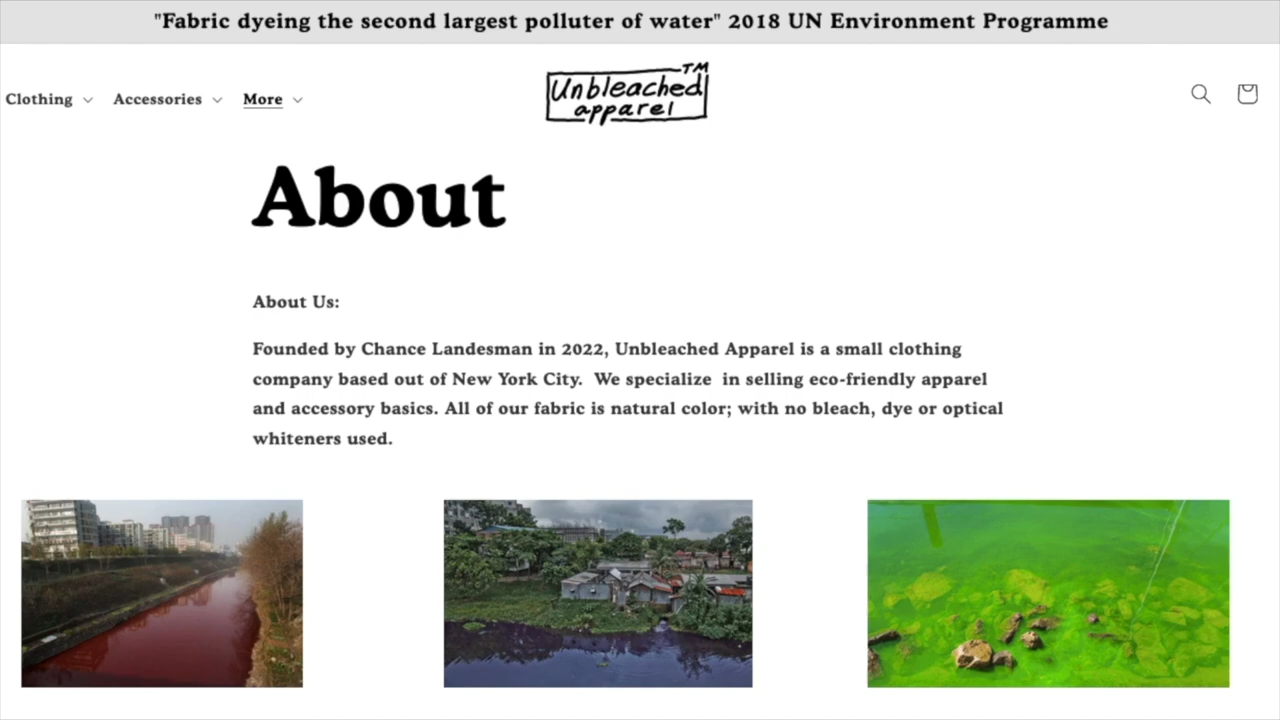 "Fabric dyeing the second largest polluter of water" 2018 UN Environment Programme
Clothing Accessories More
Unbleached TM
apparel
About
About Us:
Founded by Chance Landesman in 2022, Unbleached Apparel is a small clothing
company based out of New York City.  We specialize  in selling eco-friendly apparel
and accessory basics. All of our fabric is natural color; with no bleach, dye or optical
whiteners used.